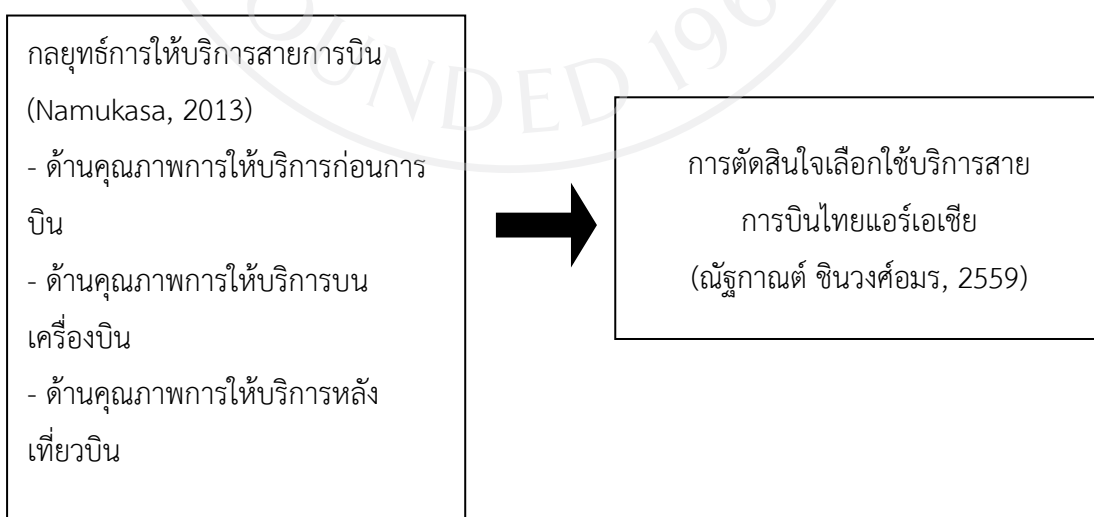 กลยุทธ์การให้บริการสายการบิน
(Namukasa, 2013)
- ด้านคุณภาพการให้บริการก่อนการ
บิน
- ด้านคุณภาพการให้บริการบน
เครื่องบิน
- ด้านคุณภาพการให้บริการหลัง
เที่ยวบิน
การตัดสินใจเลือกใช้บริการสาย
การบินไทยแอร์เอเชีย
(ณัฐกาณต์ ชินวงศ์อมร, 2559)